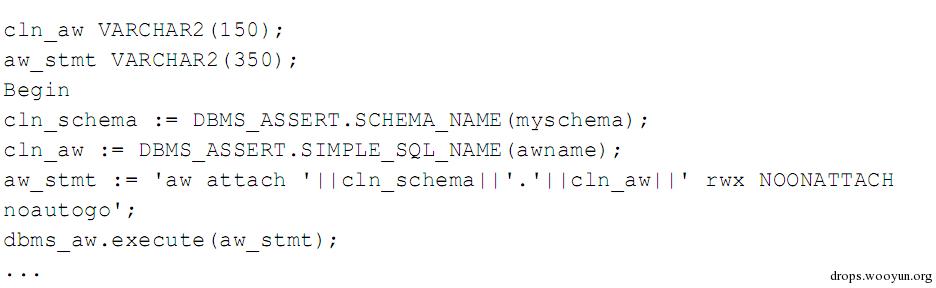 cln_aw VARCHAR2(150);
aw_stmt VARCHAR2(350);
Begin
cln_schema := DBMS_ASSERT.SCHEMA_NAME(myschema);
cln_aw := DBMS_ASSERT.SIMPLE_SQL_NAME(awname);
aw_stmt := 'aw attach '||cln_schema||'.'||cln_aw||' rwx NOONATTACH
noautogo';
dbms_aw.execute(aw_stmt);
...
drops.wooyun.org